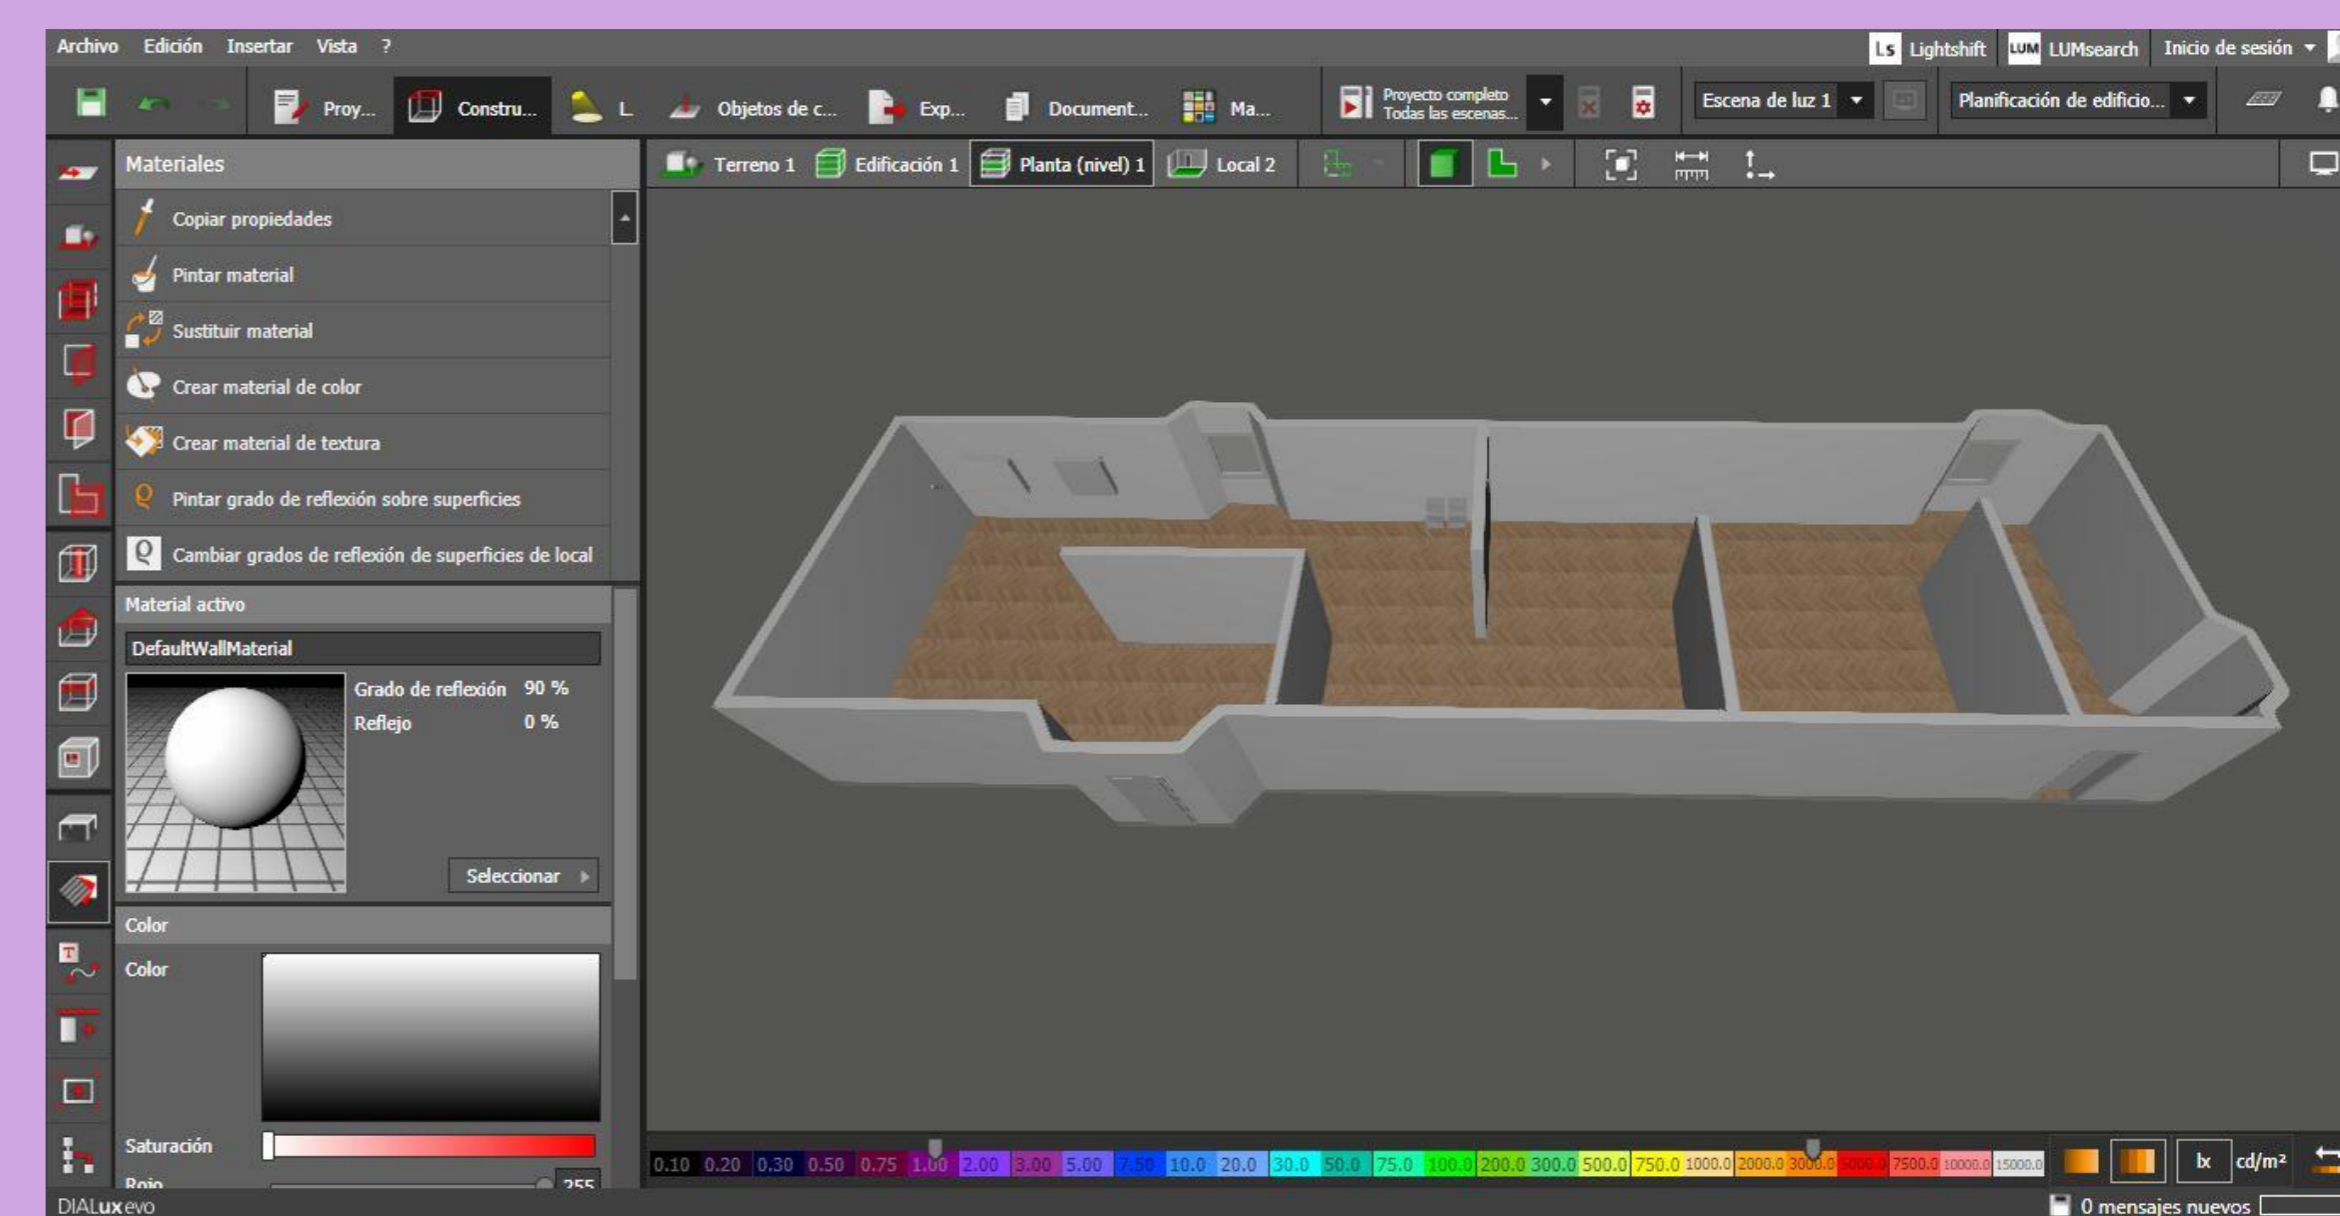 Archivo Edición Insertar Vista ?
Ls Lightshift LUM LUMsearch Inicio de sesión
Proy... Constru... L Objetos de c... Exp... Document... Ma...
Proyecto completo
Todas las escenas...
Escena de luz 1
Planificación de edificio...
Materiales
Terreno 1 Edificación 1 Planta (nivel) 1 Local 2
Copiar propiedades
Pintar material
Sustituir material
Crear material de color
Crear material de textura
Pintar grado de reflexión sobre superficies
Cambiar grados de reflexión de superficies de local
Material activo
DefaultWallMaterial
Grado de reflexión 90 %
Reflejo 0 %
Seleccionar
Color
Color
Saturación
Rojo 255
0.10 0.20 0.30 0.50 0.75 1.00 2.00 3.00 5.00 7.50 10.0 20.0 30.0 50.0 75.0 100.0 200.0 300.0 500.0 750.0 1000.0 2000.0 3000.0 5000.0 7500.0 10000.0 15000.0
lx cd/m²
DIALux evo
0 mensajes nuevos